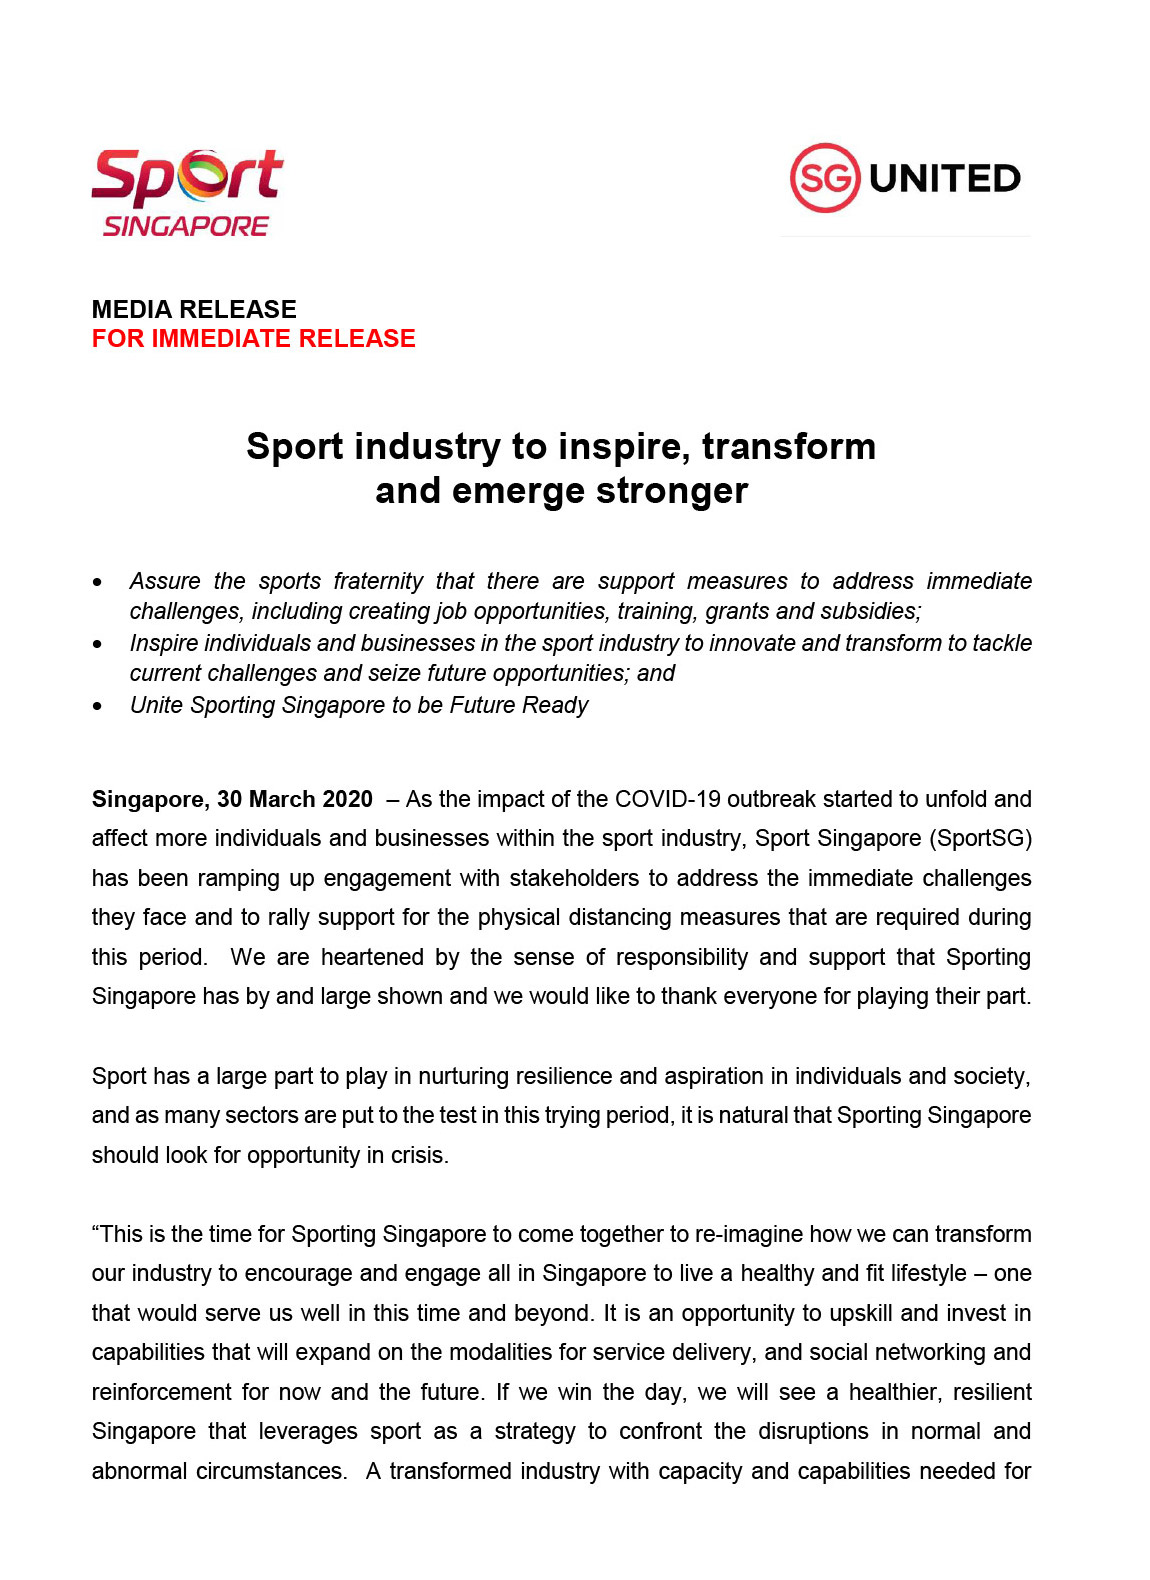 Sport
SINGAPORE
SG UNITED
MEDIA RELEASE
FOR IMMEDIATE RELEASE
Sport industry to inspire, transform
and emerge stronger
• Assure the sports fraternity that there are support measures to address immediate
challenges, including creating job opportunities, training, grants and subsidies;
• Inspire individuals and businesses in the sport industry to innovate and transform to tackle
current challenges and seize future opportunities; and
• Unite Sporting Singapore to be Future Ready
Singapore, 30 March 2020 – As the impact of the COVID-19 outbreak started to unfold and
affect more individuals and businesses within the sport industry, Sport Singapore (SportSG)
has been ramping up engagement with stakeholders to address the immediate challenges
they face and to rally support for the physical distancing measures that are required during
this period. We are heartened by the sense of responsibility and support that Sporting
Singapore has by and large shown and we would like to thank everyone for playing their part.
Sport has a large part to play in nurturing resilience and aspiration in individuals and society,
and as many sectors are put to the test in this trying period, it is natural that Sporting Singapore
should look for opportunity in crisis.
“This is the time for Sporting Singapore to come together to re-imagine how we can transform
our industry to encourage and engage all in Singapore to live a healthy and fit lifestyle – one
that would serve us well in this time and beyond. It is an opportunity to upskill and invest in
capabilities that will expand on the modalities for service delivery, and social networking and
reinforcement for now and the future. If we win the day, we will see a healthier, resilient
Singapore that leverages sport as a strategy to confront the disruptions in normal and
abnormal circumstances. A transformed industry with capacity and capabilities needed for